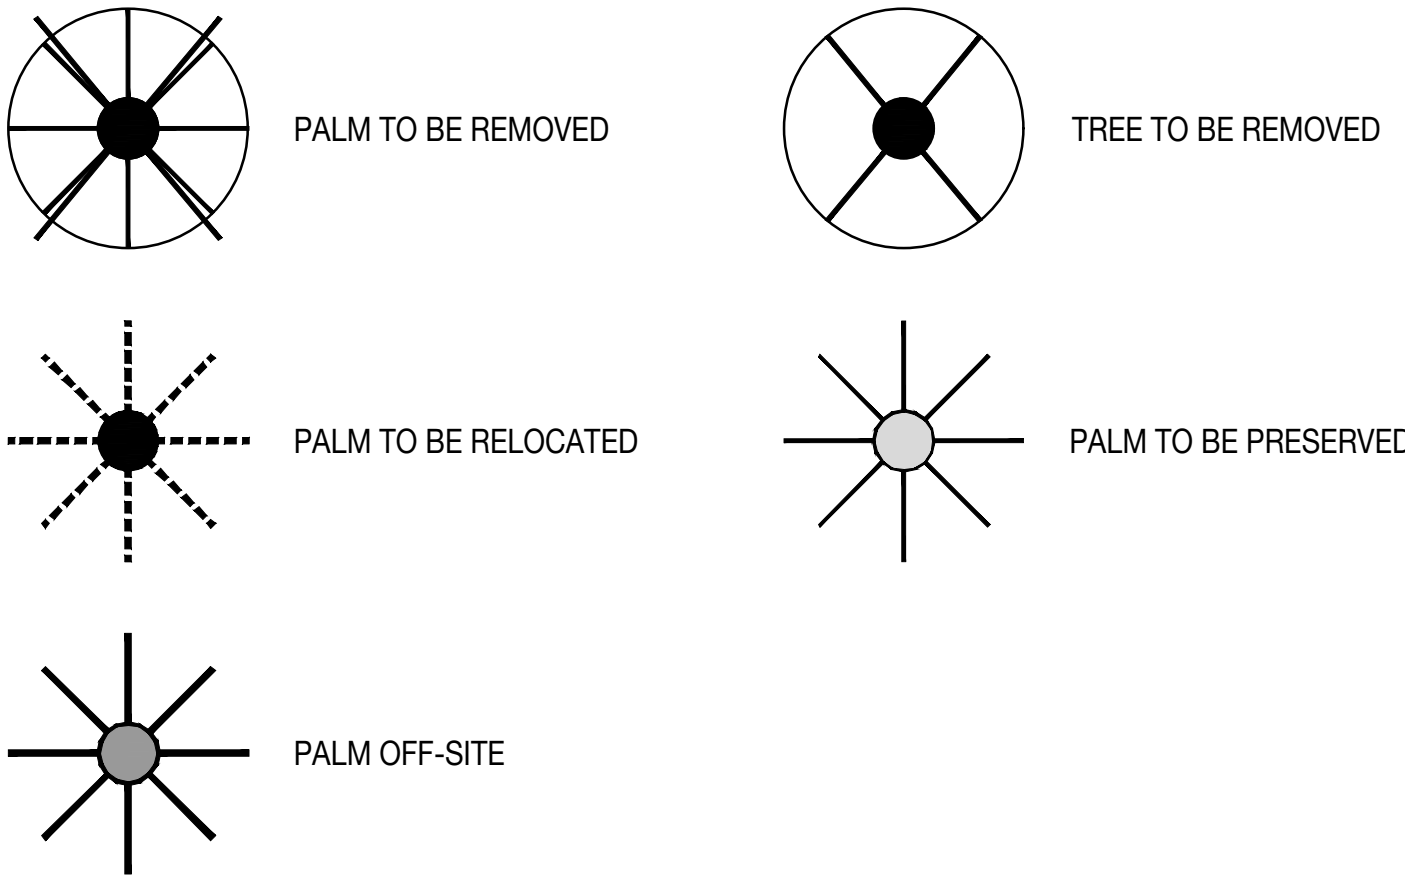 PALM TO BE REMOVED
TREE TO BE REMOVED
PALM TO BE RELOCATED
PALM TO BE PRESERVED
PALM OFF-SITE